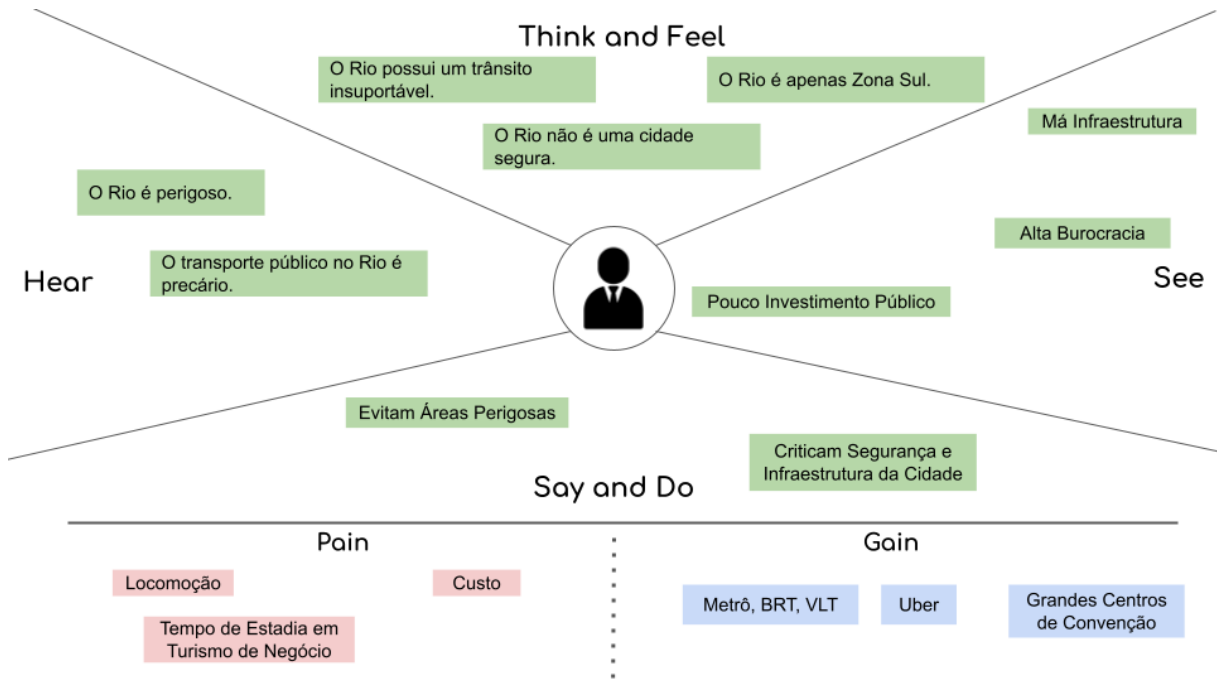 Think and Feel
O Rio possui um trânsito
insuportável.
O Rio é apenas Zona Sul.
O Rio não é uma cidade
segura.
Má Infraestrutura
O Rio é perigoso.
Alta Burocracia
O transporte público no Rio é
precário.
Hear
See
Pouco Investimento Público
Evitam Áreas Perigosas
Criticam Segurança e
Infraestrutura da Cidade
Say and Do
Pain
Gain
Locomoção
Custo
Tempo de Estadia em
Turismo de Negócio
Metrô, BRT, VLT
Uber
Grandes Centros
de Convenção